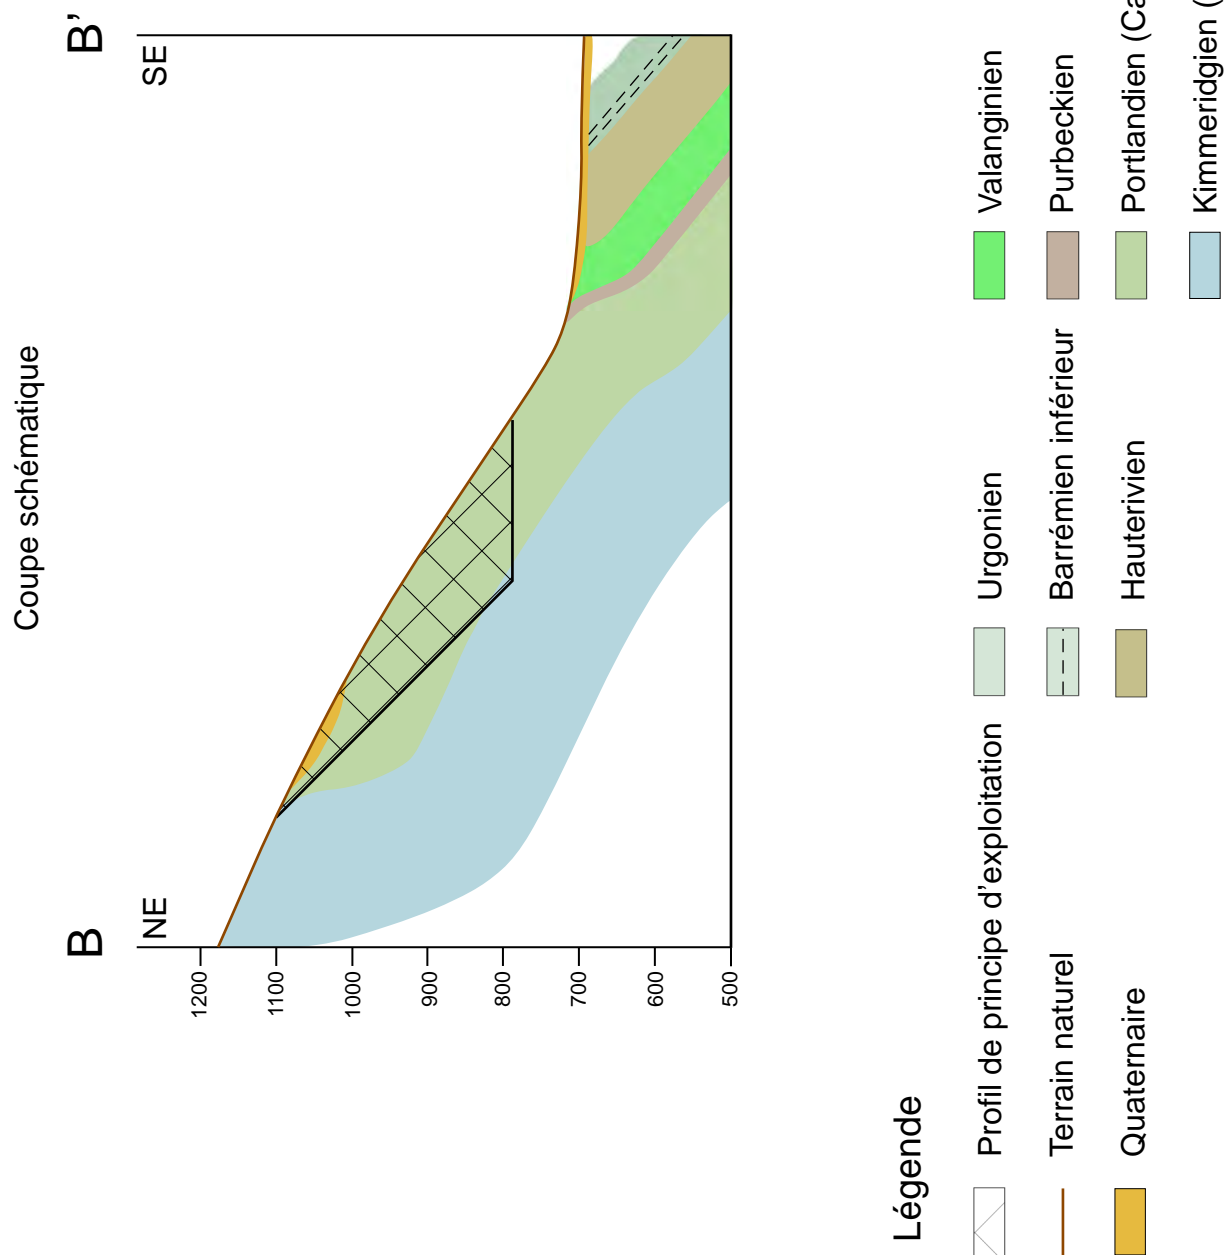 Coupe schématique
B
B'
NE
SE
1200
1100
1000
900
800
700
600
500
Légende
Profil de principe d'exploitation
Urgonien
Valanginien
Terrain naturel
Barrémien inférieur
Purbeckien
Quaternaire
Hauterivien
Portlandien (Ca
Kimmeridgien (